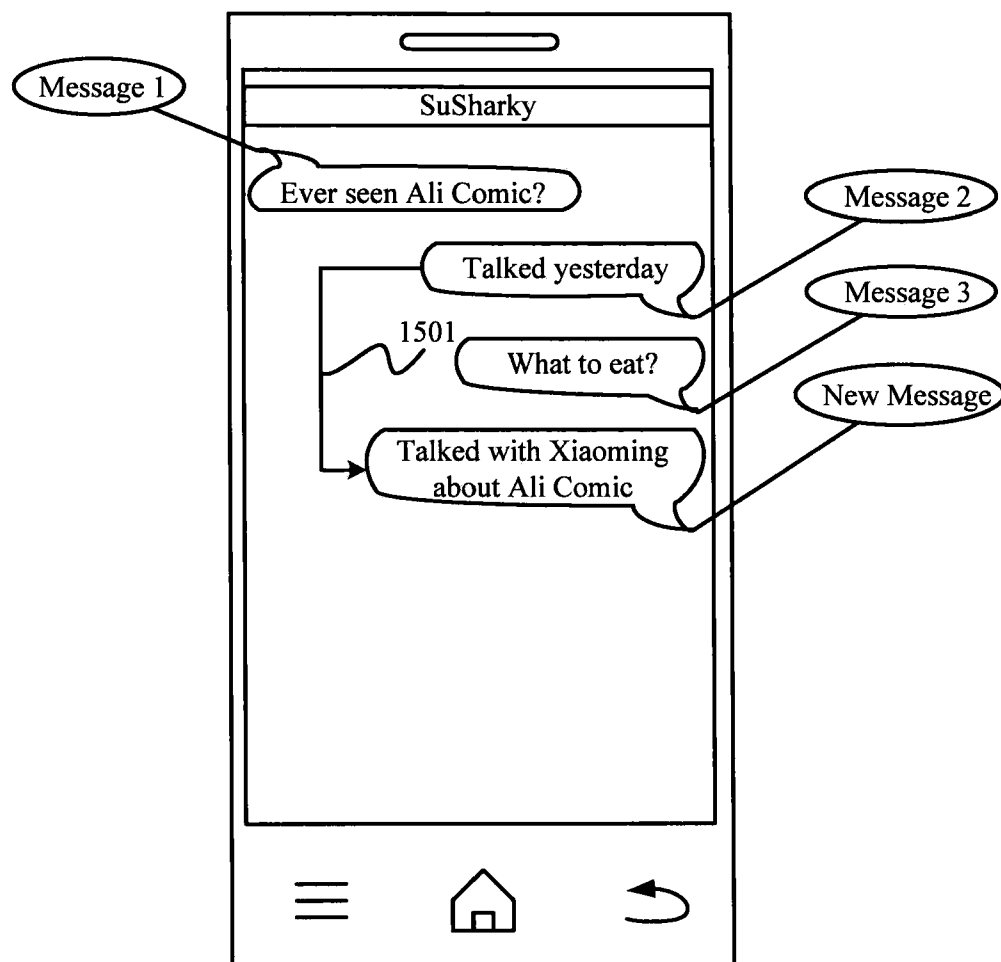 Message 1
SuSharky
Ever seen Ali Comic?
Message 2
Talked yesterday
Message 3
1501
What to eat?
New Message
Talked with Xiaoming
about Ali Comic